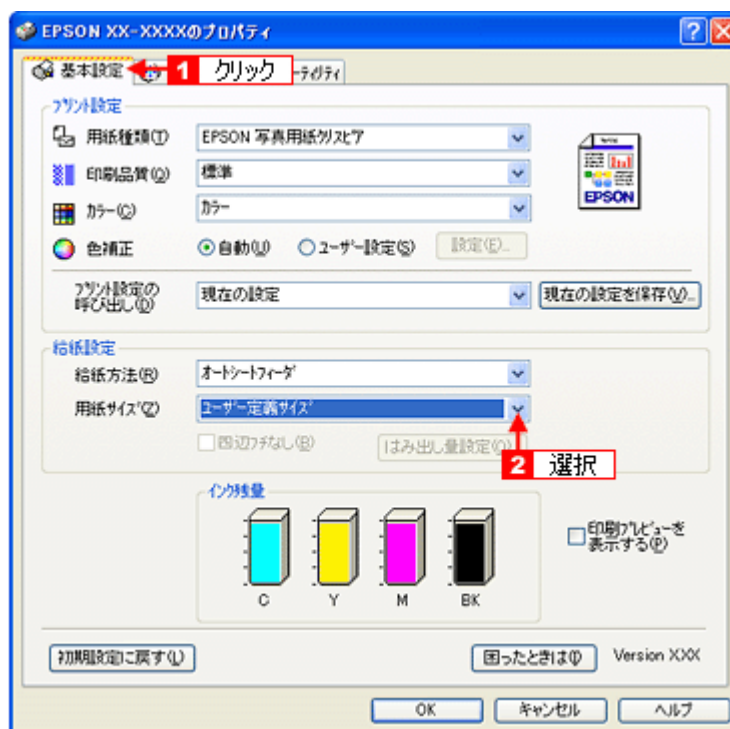 EPSON XX-XXXXのプロパティ
基本設定
1 クリック
ーティリティ
プリント設定
用紙種類(T) EPSON 写真用紙クリスピア
印刷品質(Q) 標準
カラー(C) カラー
色補正 自動(U) ユーザー設定(S) 設定(E)...
EPSON
プリント設定の
呼び出し(D) 現在の設定 現在の設定を保存(V)...
給紙設定
給紙方法(R) オートシートフィーダ
用紙サイズ(Z) ユーザー定義サイズ
四辺フチなし(B) はみ出し量設定(O)
2 選択
インク残量
C Y M BK
印刷プレビューを
表示する(P)
初期設定に戻す(L) 困ったときは(I) Version X.XX
OK キャンセル ヘルプ